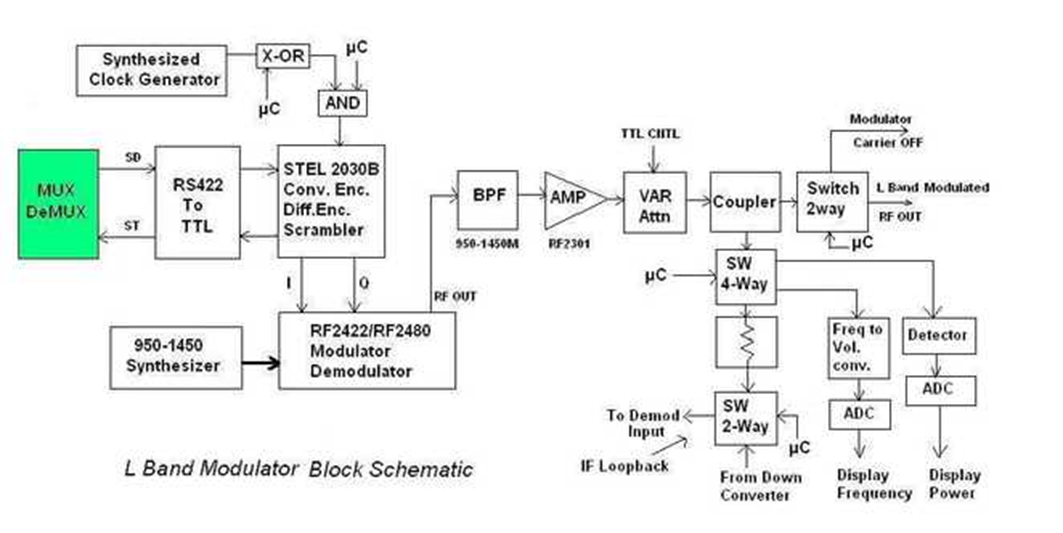 Synthesized
Clock Generator
X-OR
µC
µC
AND
MUX
DeMUX
SD
ST
RS422
To
TTL
STEL 2030B
Conv. Enc.
Diff.Enc.
Scrambler
I
Q
RF OUT
950-1450
Synthesizer
RF2422/RF2480
Modulator
Demodulator
BPF
950-1450M
AMP
RF2301
TTL CNTL
VAR
Attn
Coupler
Switch
2way
Modulator
Carrier OFF
L Band Modulated
RF OUT
µC
µC
SW
4-Way
Freq to
Vol.
conv.
Detector
ADC
ADC
SW
2-Way
To Demod
Input
IF Loopback
µC
From Down
Converter
Display
Frequency
Display
Power
L Band Modulator Block Schematic